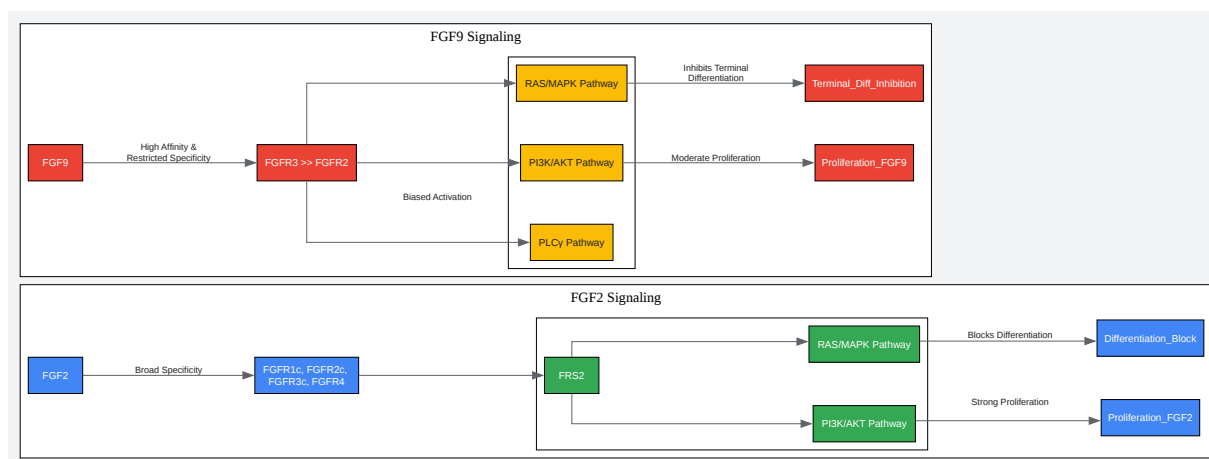 FGF9 Signaling
FGF9
High Affinity &
Restricted Specificity
FGFR3 >> FGFR2
Biased Activation
RAS/MAPK Pathway
PI3K/AKT Pathway
PLCγ Pathway
Inhibits Terminal
Differentiation
Terminal_Diff_Inhibition
Moderate Proliferation
Proliferation_FGF9
FGF2 Signaling
FGF2
Broad Specificity
FGFR1c, FGFR2c,
FGFR3c, FGFR4
FRS2
RAS/MAPK Pathway
Blocks Differentiation
Differentiation_Block
PI3K/AKT Pathway
Strong Proliferation
Proliferation_FGF2